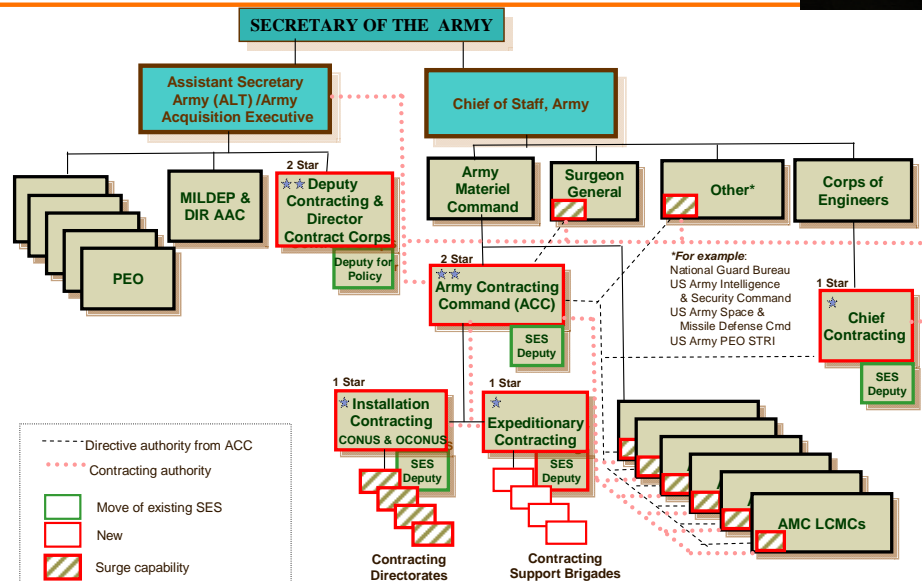 SECRETARY OF THE ARMY
Assistant Secretary
Army (ALT) /Army
Acquisition Executive
Chief of Staff, Army
2 Star
Deputy
Contracting &
Director
Contract Corps
Deputy for
Policy
MILDEP &
DIR AAC
PEO
Army
Materiel
Command
Surgeon
General
Other*
Corps of
Engineers
*For example:
National Guard Bureau
US Army Intelligence
& Security Command
US Army Space &
Missile Defense Cmd
US Army PEO STRI
2 Star
Army Contracting
Command (ACC)
SES
Deputy
1 Star
Chief
Contracting
SES
Deputy
1 Star
Installation
Contracting
CONUS & OCONUS
SES
Deputy
1 Star
Expeditionary
Contracting
SES
Deputy
Contracting
Directorates
Contracting
Support Brigades
AMC LCMCs
Directive authority from ACC
Contracting authority
Move of existing SES
New
Surge capability